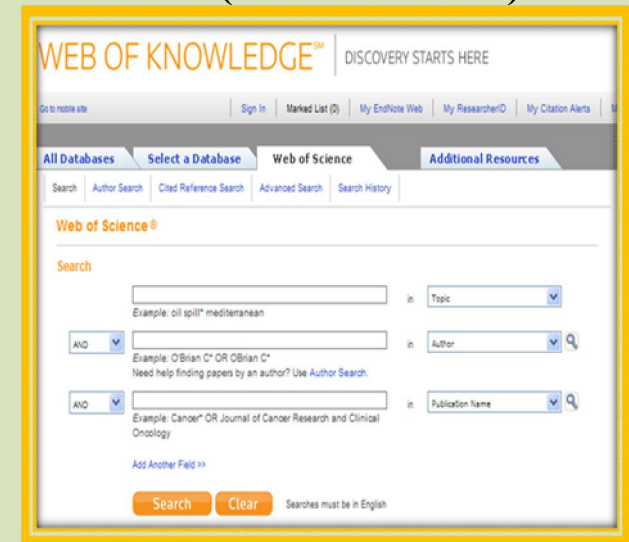 WEB OF KNOWLEDGE℠ DISCOVERY STARTS HERE
Go to mobile site Sign In Marked List (0) My EndNote Web My ResearcherID My Citation Alerts
All Databases Select a Database Web of Science Additional Resources
Search Author Search Cited Reference Search Advanced Search Search History
Web of Science®
Search
in Topic
Example: oil spill* mediterranean
AND in Author
Example: O'Brian C* OR OBrian C*
Need help finding papers by an author? Use Author Search.
AND in Publication Name
Example: Cancer* OR Journal of Cancer Research and Clinical
Oncology
Add Another Field >>
Search Clear Searches must be in English